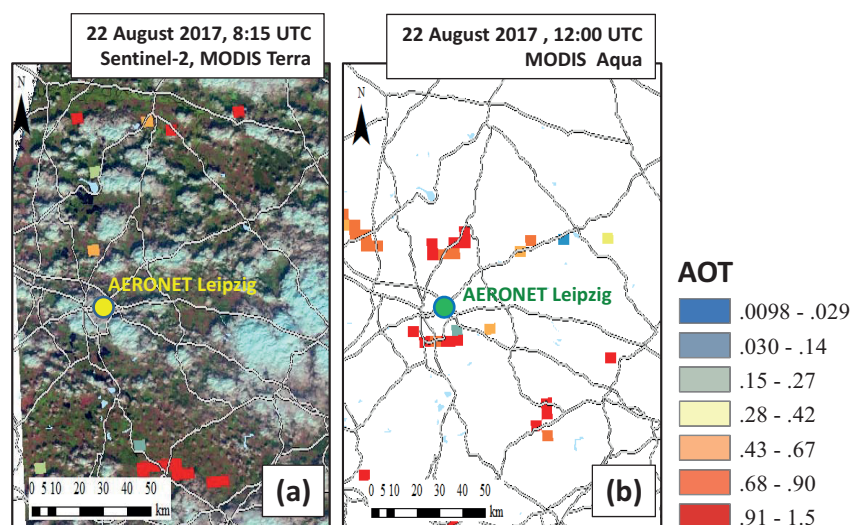 22 August 2017, 8:15 UTC
Sentinel-2, MODIS Terra
22 August 2017 , 12:00 UTC
MODIS Aqua
N
N
AERONET Leipzig
AERONET Leipzig
AOT
.0098 - .029
.030 - .14
.15 - .27
.28 - .42
.43 - .67
.68 - .90
.91 - 1.5
(a)
(b)
0 5 10 20 30 40 50
km
0 5 10 20 30 40 50
km